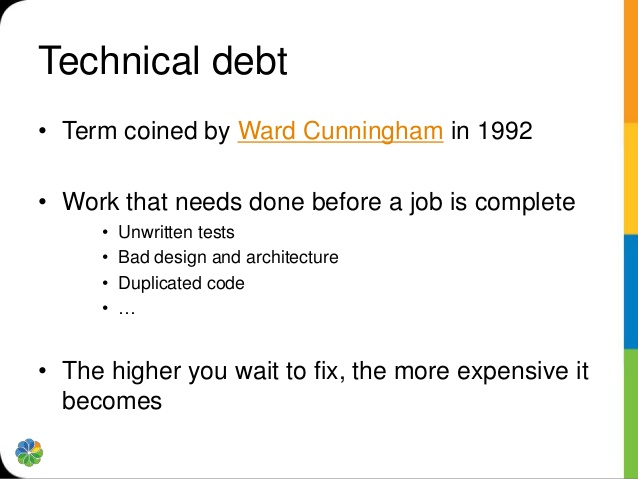 Technical debt
• Term coined by Ward Cunningham in 1992
• Work that needs done before a job is complete
• Unwritten tests
• Bad design and architecture
• Duplicated code
• …
• The higher you wait to fix, the more expensive it
becomes